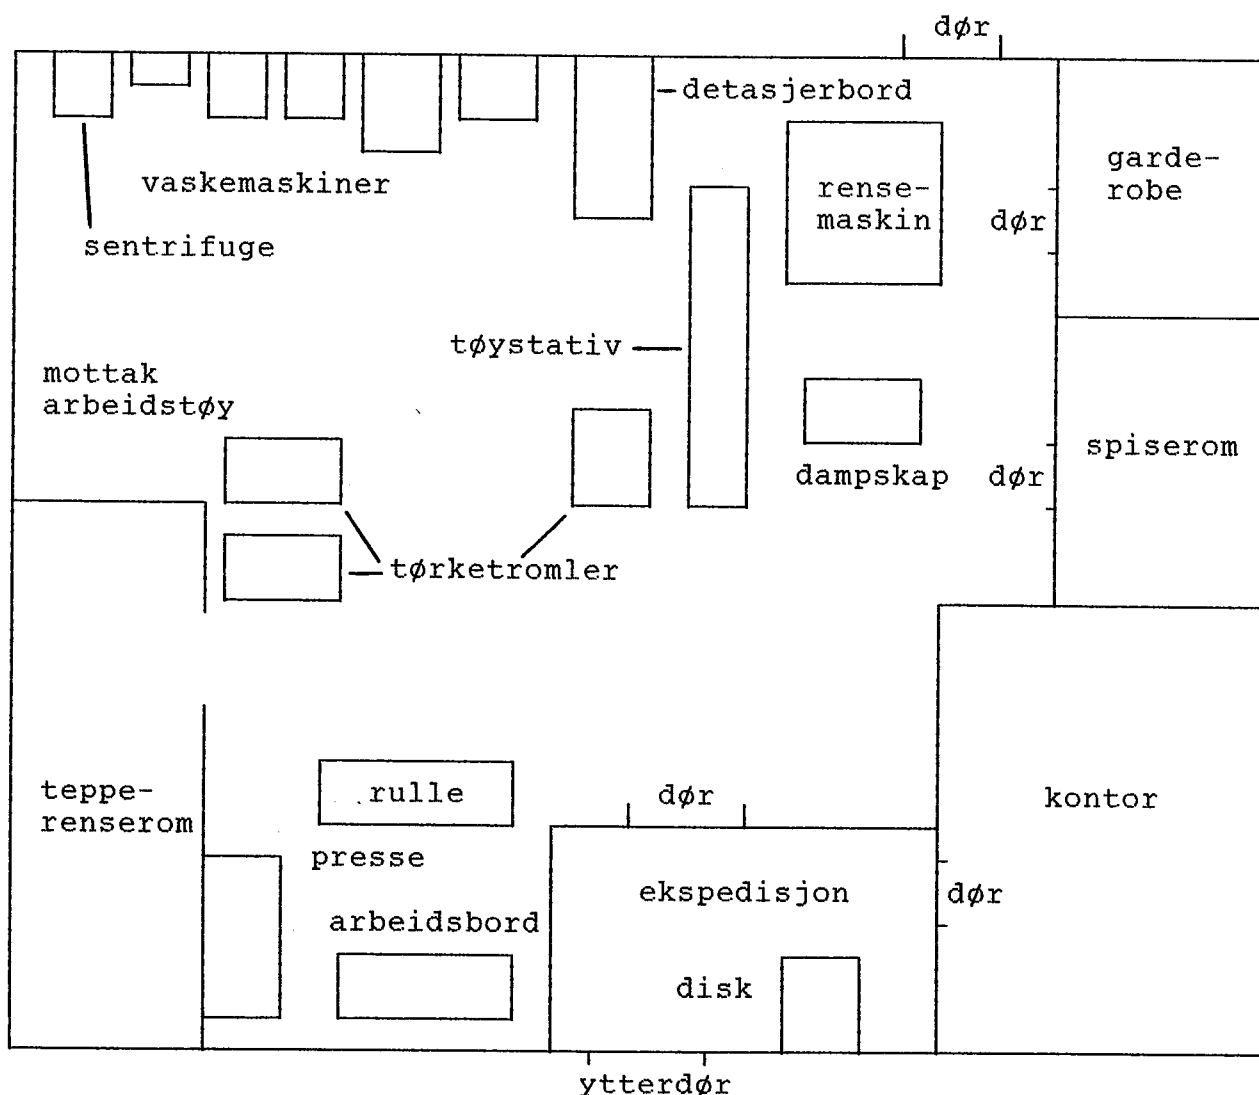 dør
detasjerbord
garde-
robe
vaskemaskiner
rense-
maskin
dør
sentrifuge
tøystativ
mottak
arbeidstøy
spiserom
dampskap
dør
tørketromler
teppe-
renserom
rulle
dør
kontor
presse
ekspedisjon
dør
arbeidsbord
disk
ytterdør